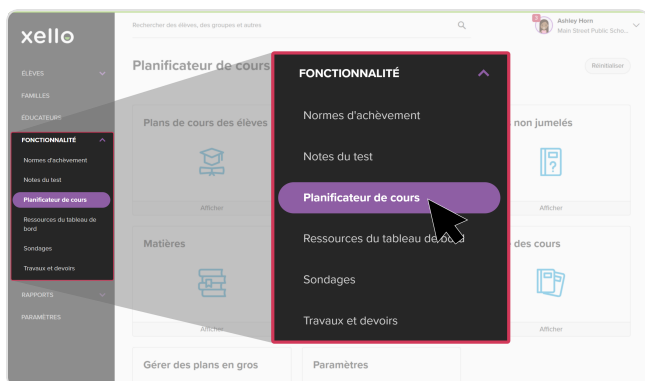 xello
Rechercher des élèves, des groupes et autres
3
Ashley Hern
Main Street Public Scho...
ÉLÈVES
FAMILLES
ÉDUCATEURS
FONCTIONNALITÉ
Normes d'achèvement
Notes du test
Planificateur de cours
Ressources du tableau de
bord
Sondages
Travaux et devoirs
RAPPORTS
PARAMÈTRES
Planificateur de cours
Réinitialiser
Plans de cours des élèves
Afficher
non jumelés
Afficher
Matières
Afficher
des cours
Afficher
Gérer des plans en gros
Paramètres
FONCTIONNALITÉ
Normes d'achèvement
Notes du test
Planificateur de cours
Ressources du tableau de bord
Sondages
Travaux et devoirs